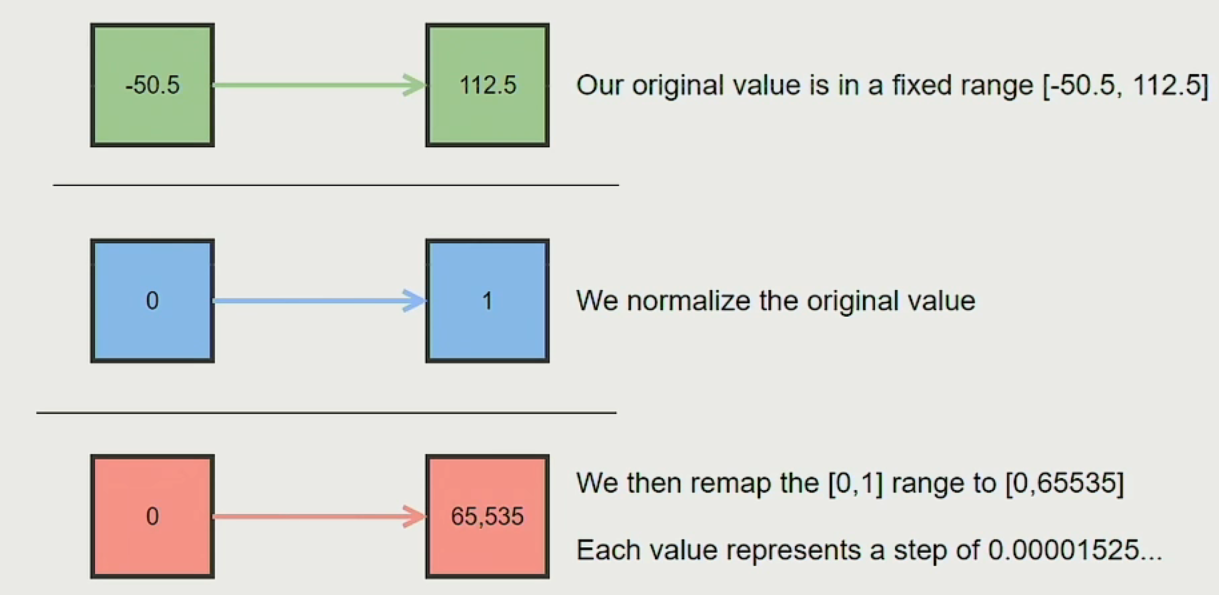 -50.5
112.5
Our original value is in a fixed range [-50.5, 112.5]
0
1
We normalize the original value
0
65,535
We then remap the [0,1] range to [0,65535]
Each value represents a step of 0.00001525...